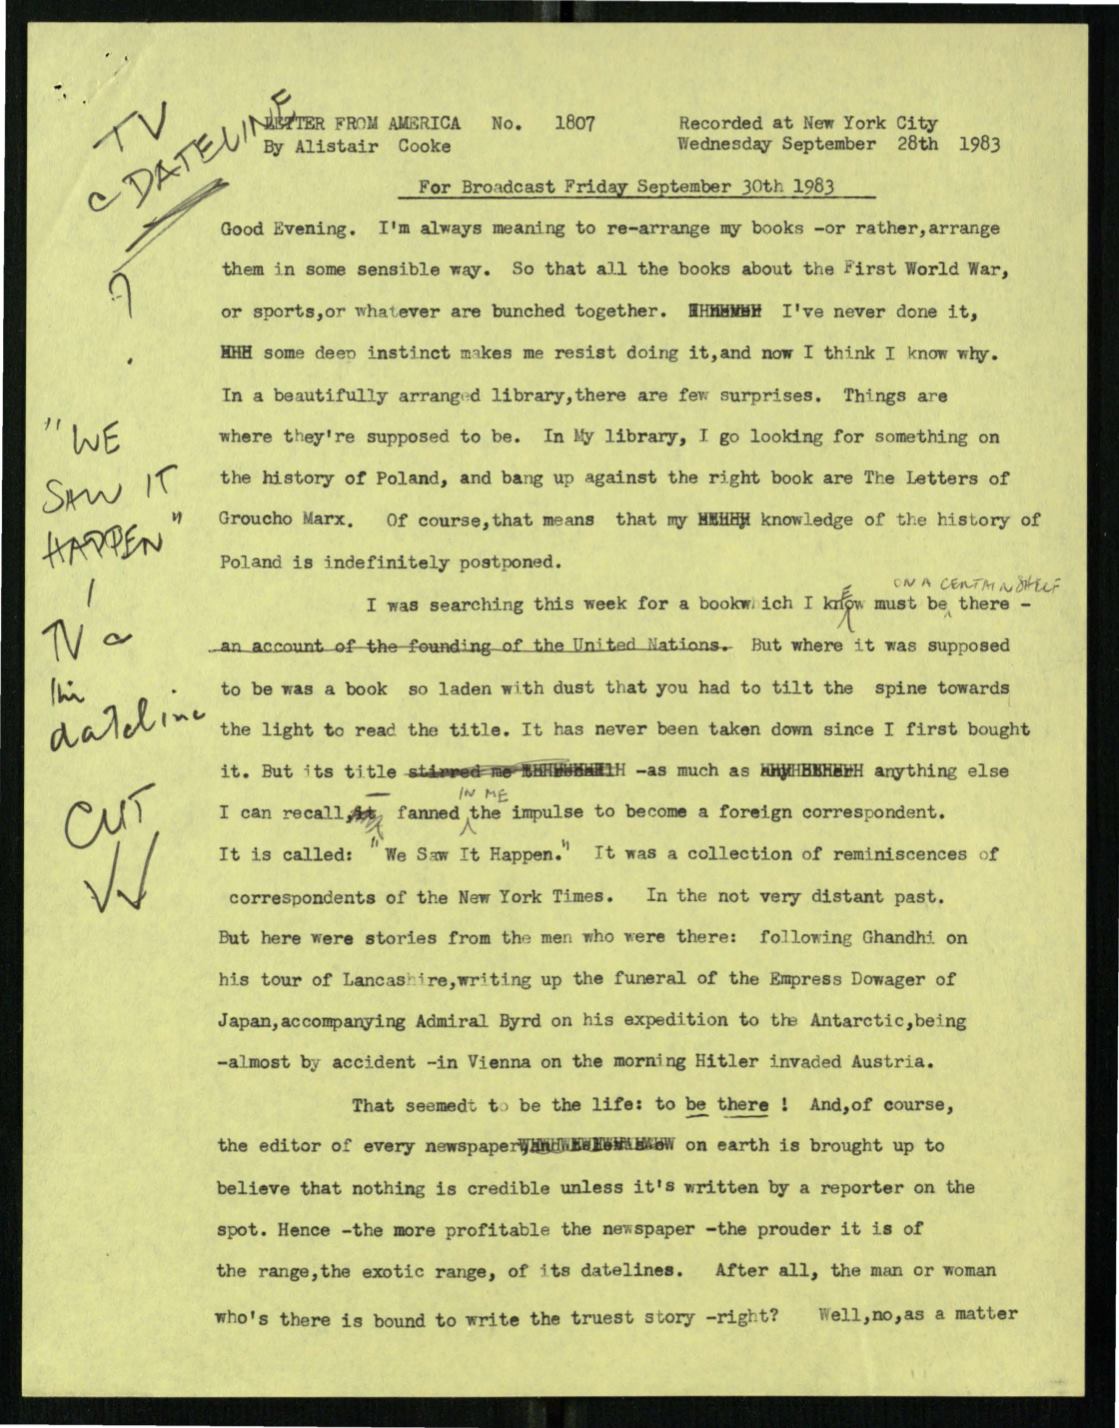 TV
C DATELINE
?
LETTER FROM AMERICA No. 1807 Recorded at New York City
By Alistair Cooke Wednesday September 28th 1983
For Broadcast Friday September 30th 1983
Good Evening. I'm always meaning to re-arrange my books -or rather,arrange
them in some sensible way. So that all the books about the First World War,
or sports,or whatever are bunched together. I've never done it,
some deep instinct makes me resist doing it,and now I think I know why.
In a beautifully arranged library,there are few surprises. Things are
where they're supposed to be. In My library, I go looking for something on
the history of Poland, and bang up against the right book are The Letters of
Groucho Marx. Of course,that means that my knowledge of the history of
Poland is indefinitely postponed.
ON A CERTAIN SHELF
I was searching this week for a bookwhich I knew must be there -
an account of the founding of the United Nations. But where it was supposed
to be was a book so laden with dust that you had to tilt the spine towards
the light to read the title. It has never been taken down since I first bought
it. But its title stirred me -as much as anything else
IN ME
I can recall,it fanned the impulse to become a foreign correspondent.
It is called: "We Saw It Happen." It was a collection of reminiscences of
correspondents of the New York Times. In the not very distant past.
But here were stories from the men who were there: following Ghandhi on
his tour of Lancashire,writing up the funeral of the Empress Dowager of
Japan,accompanying Admiral Byrd on his expedition to the Antarctic,being
-almost by accident -in Vienna on the morning Hitler invaded Austria.
That seemedt to be the life: to be there ! And,of course,
the editor of every newspaper on earth is brought up to
believe that nothing is credible unless it's written by a reporter on the
spot. Hence -the more profitable the newspaper -the prouder it is of
the range,the exotic range, of its datelines. After all, the man or woman
who's there is bound to write the truest story -right? Well,no,as a matter
"WE
SAW IT
HAPPEN"
TV
dateline
CUT